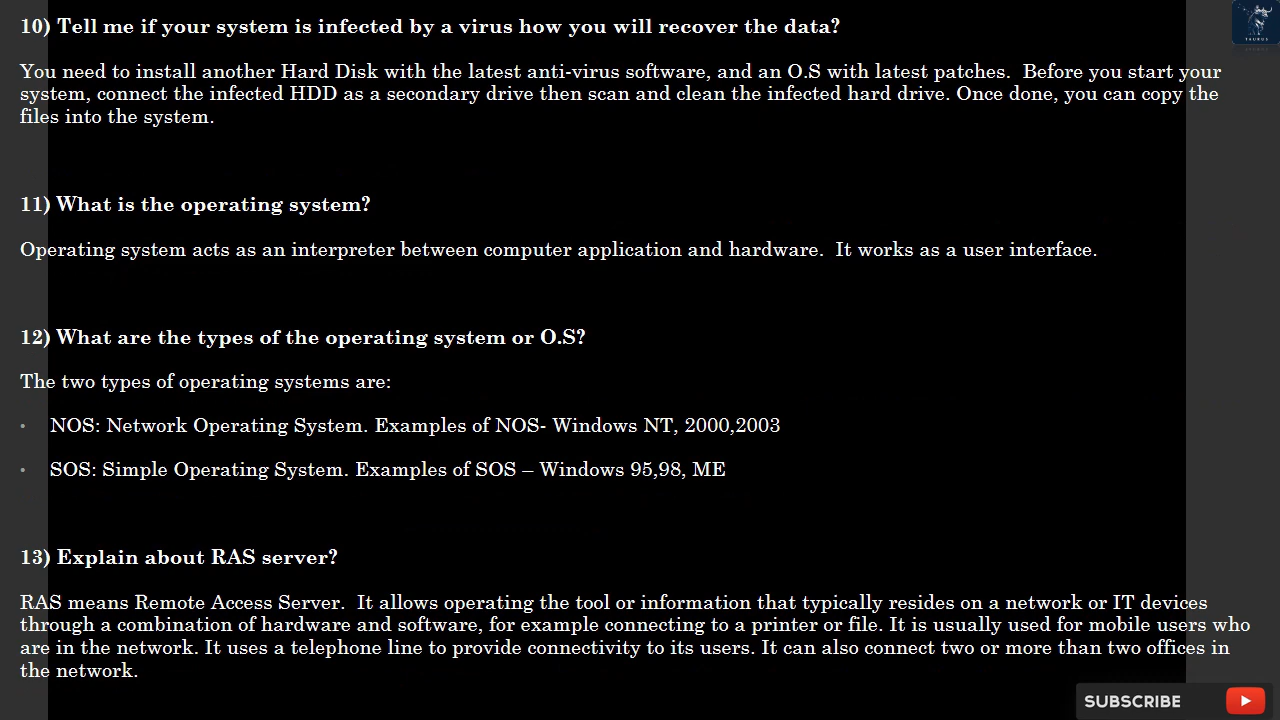 10) Tell me if your system is infected by a virus how you will recover the data?
You need to install another Hard Disk with the latest anti-virus software, and an O.S with latest patches.  Before you start your
system, connect the infected HDD as a secondary drive then scan and clean the infected hard drive. Once done, you can copy the
files into the system.
11) What is the operating system?
Operating system acts as an interpreter between computer application and hardware.  It works as a user interface.
12) What are the types of the operating system or O.S?
The two types of operating systems are:
• NOS: Network Operating System. Examples of NOS- Windows NT, 2000,2003
• SOS: Simple Operating System. Examples of SOS – Windows 95,98, ME
13) Explain about RAS server?
RAS means Remote Access Server.  It allows operating the tool or information that typically resides on a network or IT devices
through a combination of hardware and software, for example connecting to a printer or file. It is usually used for mobile users who
are in the network. It uses a telephone line to provide connectivity to its users. It can also connect two or more than two offices in
the network.
SUBSCRIBE